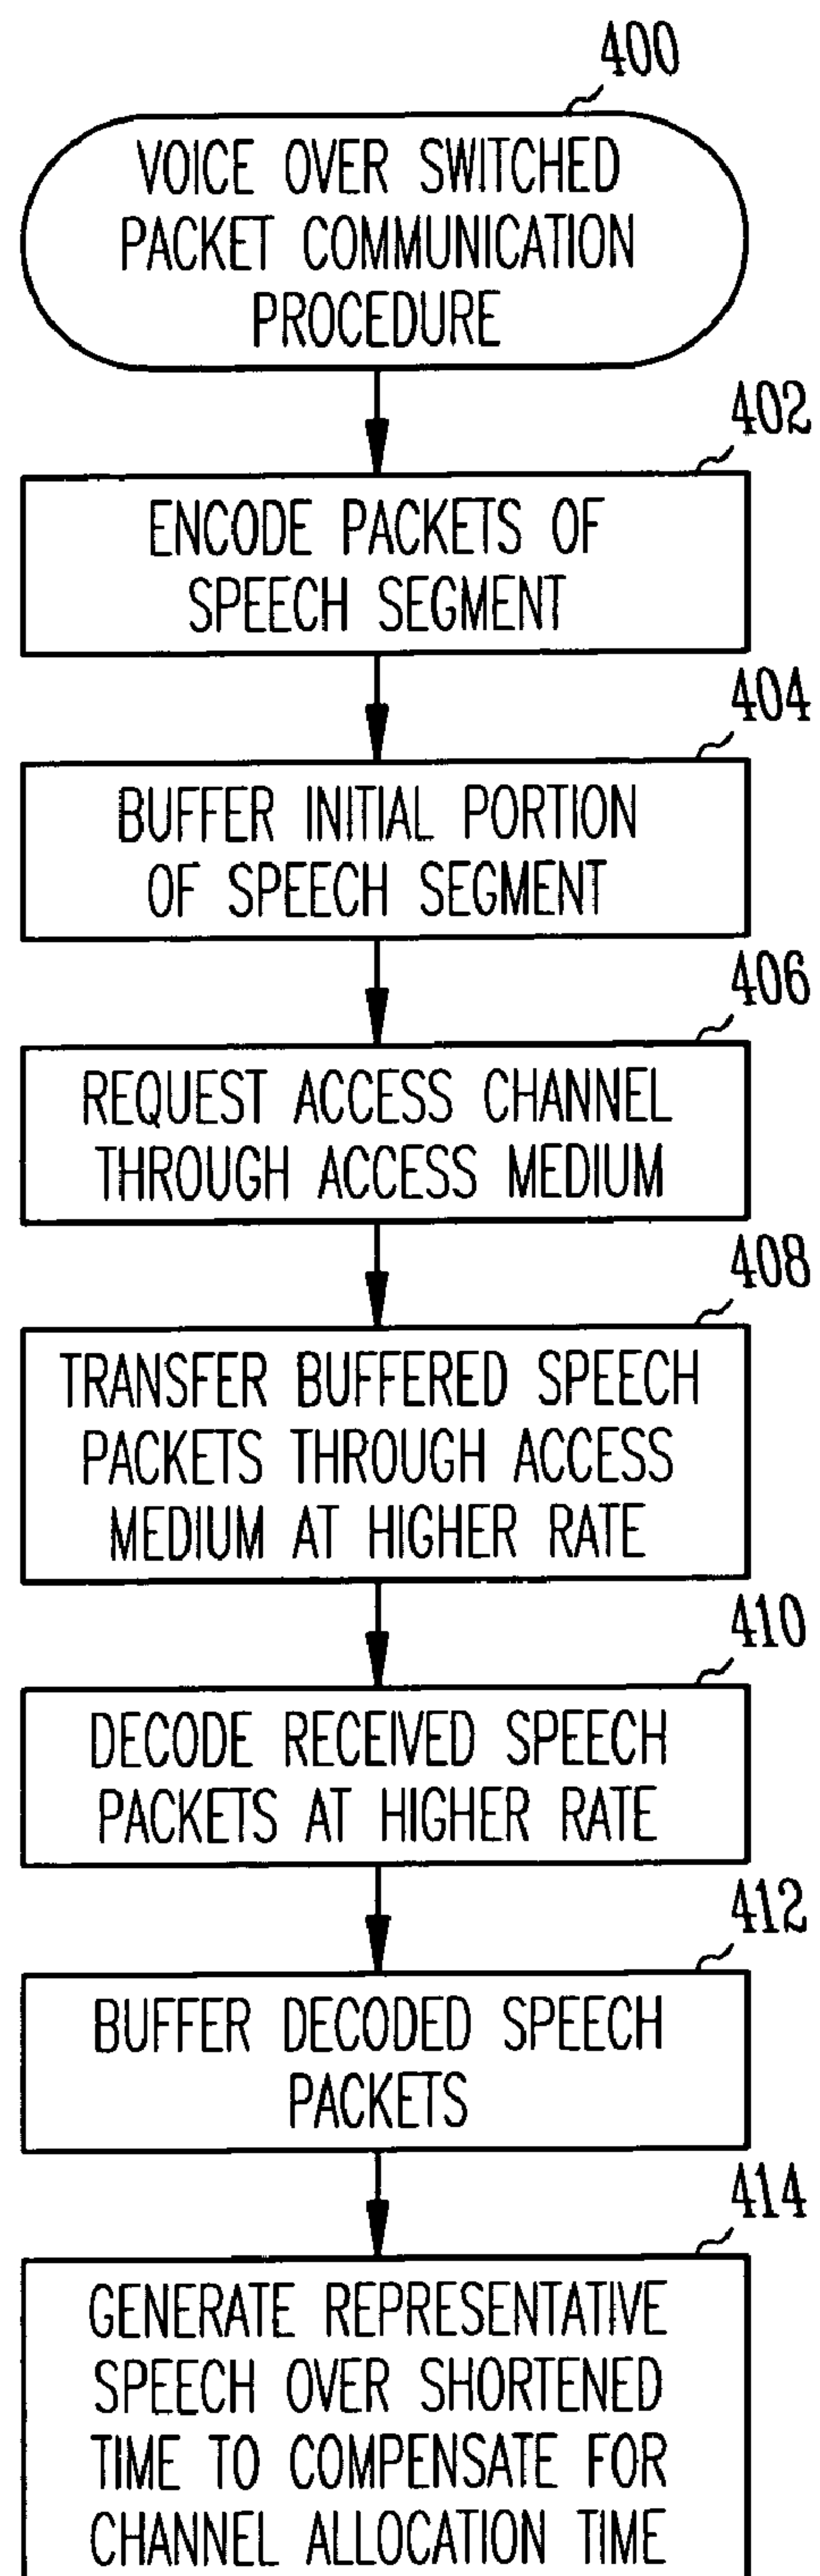 400
VOICE OVER SWITCHED
PACKET COMMUNICATION
PROCEDURE
402
ENCODE PACKETS OF
SPEECH SEGMENT
404
BUFFER INITIAL PORTION
OF SPEECH SEGMENT
406
REQUEST ACCESS CHANNEL
THROUGH ACCESS MEDIUM
408
TRANSFER BUFFERED SPEECH
PACKETS THROUGH ACCESS
MEDIUM AT HIGHER RATE
410
DECODE RECEIVED SPEECH
PACKETS AT HIGHER RATE
412
BUFFER DECODED SPEECH
PACKETS
414
GENERATE REPRESENTATIVE
SPEECH OVER SHORTENED
TIME TO COMPENSATE FOR
CHANNEL ALLOCATION TIME